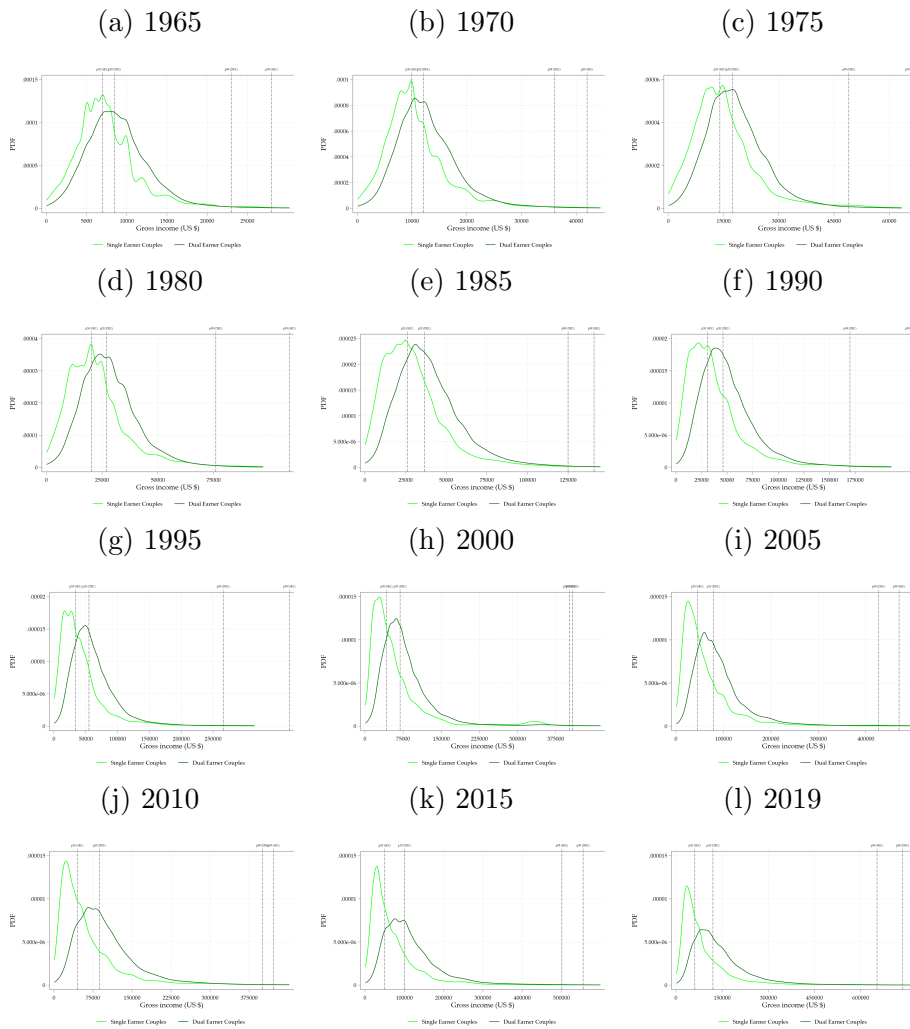 (a) 1965
(b) 1970
(c) 1975
PDF
.00015
.0001
.00005
0
0 5000 10000 15000 20000 25000
Gross income (US $)
Single Earner Couples Dual Earner Couples
PDF
.0001
.00008
.00006
.00004
.00002
0
0 10000 20000 30000 40000
Gross income (US $)
Single Earner Couples Dual Earner Couples
PDF
.00006
.00004
.00002
0
0 15000 30000 45000 60000
Gross income (US $)
Single Earner Couples Dual Earner Couples
(d) 1980
(e) 1985
(f) 1990
PDF
.00004
.00003
.00002
.00001
0
0 25000 50000 75000
Gross income (US $)
Single Earner Couples Dual Earner Couples
PDF
.000025
.00002
.000015
.00001
5.000e-06
0
0 25000 50000 75000 100000 125000
Gross income (US $)
Single Earner Couples Dual Earner Couples
PDF
.00002
.000015
.00001
5.000e-06
0
0 25000 50000 75000 100000 125000 150000 175000
Gross income (US $)
Single Earner Couples Dual Earner Couples
(g) 1995
(h) 2000
(i) 2005
PDF
.00002
.000015
.00001
5.000e-06
0
0 50000 100000 150000 200000 250000
Gross income (US $)
Single Earner Couples Dual Earner Couples
PDF
.000015
.00001
5.000e-06
0
0 75000 150000 225000 300000 375000
Gross income (US $)
Single Earner Couples Dual Earner Couples
PDF
.000015
.00001
5.000e-06
0
0 100000 200000 300000 400000
Gross income (US $)
Single Earner Couples Dual Earner Couples
(j) 2010
(k) 2015
(l) 2019
PDF
.000015
.00001
5.000e-06
0
0 75000 150000 225000 300000 375000
Gross income (US $)
Single Earner Couples Dual Earner Couples
PDF
.000015
.00001
5.000e-06
0
0 100000 200000 300000 400000 500000
Gross income (US $)
Single Earner Couples Dual Earner Couples
PDF
.000015
.00001
5.000e-06
0
0 150000 300000 450000 600000
Gross income (US $)
Single Earner Couples Dual Earner Couples